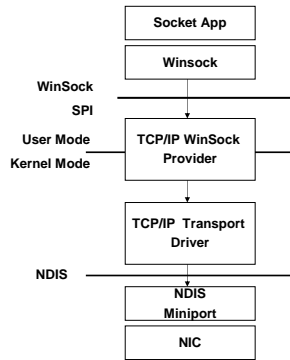 Socket App
Winsock
WinSock
SPI
User Mode
Kernel Mode
TCP/IP WinSock
Provider
TCP/IP Transport
Driver
NDIS
NDIS
Miniport
NIC